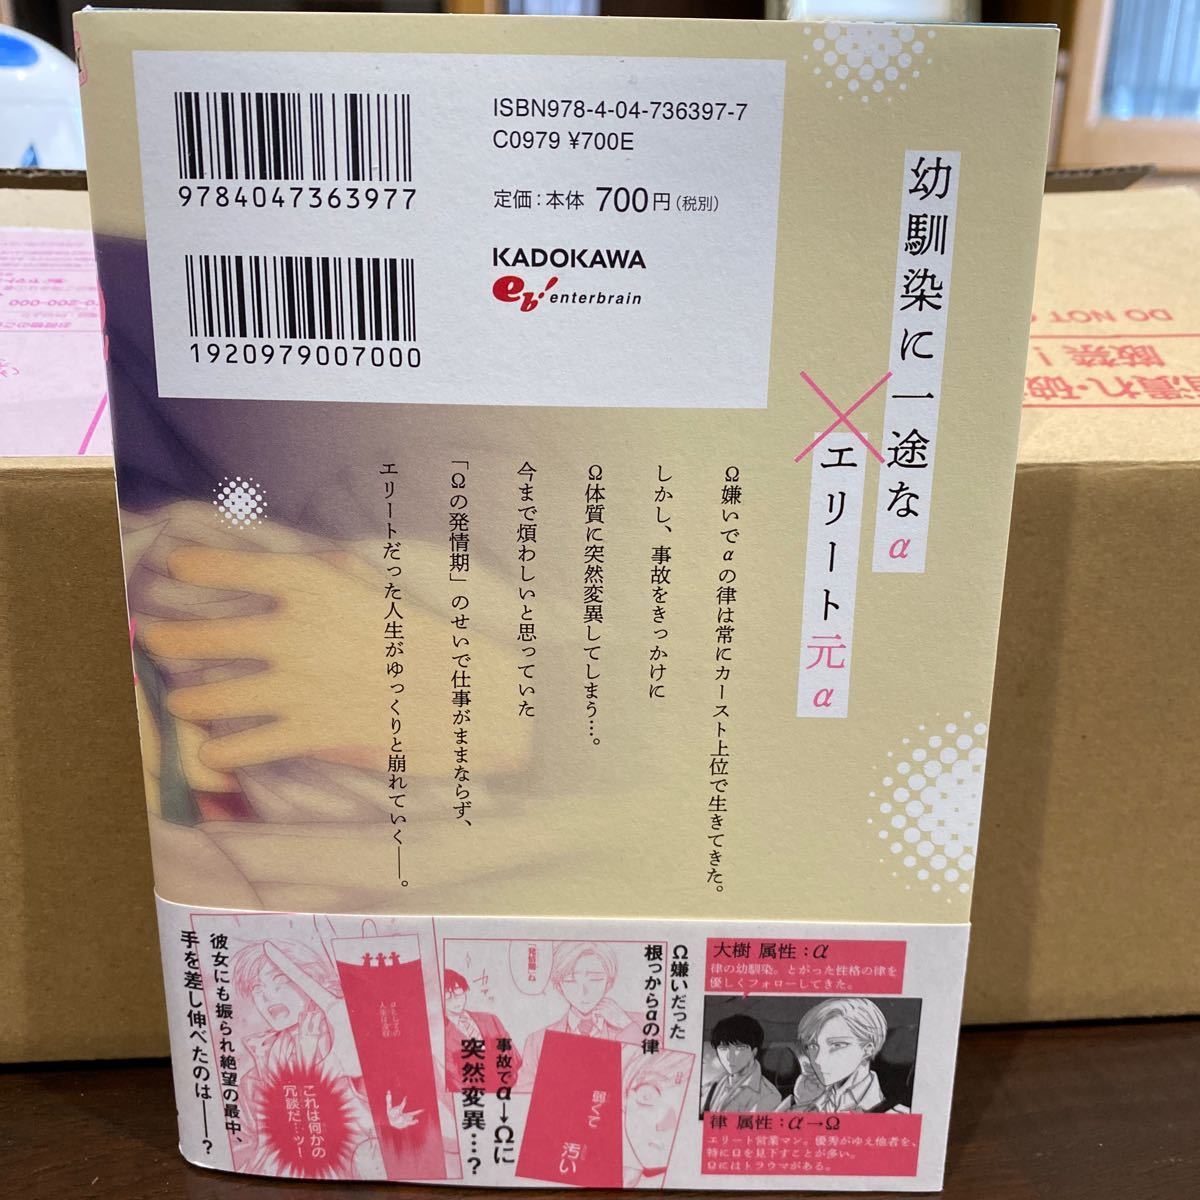 ISBN978-4-04-736397-7
C0979 ¥700E
9784047363977
定価:本体 700円(税別)
KADOKAWA
eb! enterbrain
1920979007000
幼馴染に一途なα
×エリート元α
Ω嫌いでαの律は常にカースト上位で生きてきた。
しかし、事故をきっかけに
Ω体質に突然変異してしまう…。
今まで煩わしいと思っていた
「Ωの発情期」のせいで仕事がままならず、
エリートだった人生がゆっくりと崩れていく――。
大樹 属性:α
律の幼馴染。とがった性格の律を
優しくフォローしてきた。
律 属性:α→Ω
エリート営業マン。優秀がゆえ他者を、
特にΩを見下すことが多い。
Ωにはトラウマがある。
Ω嫌いだった
根っからαの律
弱くて
汚い
事故でα→Ωに
突然変異…?
これは何かの
冗談だ…ッ!
彼女にも振られ絶望の最中、
手を差し伸べたのは――?
DO NOT
厳禁!
濡れ・破